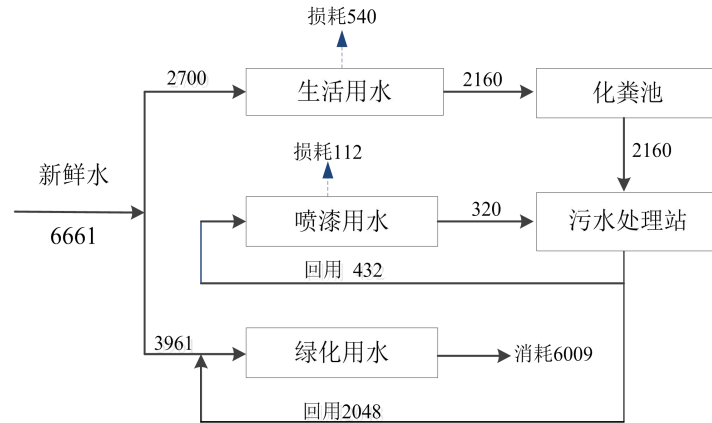 损耗540
2700
生活用水
2160
化粪池
2160
损耗112
新鲜水
6661
喷漆用水
320
污水处理站
回用 432
3961
绿化用水
消耗6009
回用2048